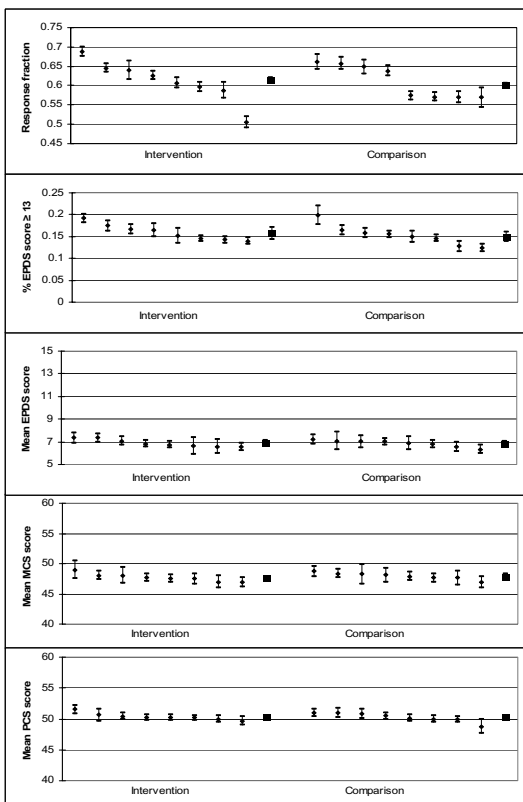 Response fraction
0.7
0.65
0.6
0.55
0.5
0.45
Intervention Comparison
% EPDS score ≥ 13
0.25
0.2
0.15
0.1
0.05
0
Intervention Comparison
Mean EPDS score
15
13
11
9
7
5
Intervention Comparison
Mean MCS score
60
55
50
45
40
Intervention Comparison
Mean PCS score
60
55
50
45
40
Intervention Comparison